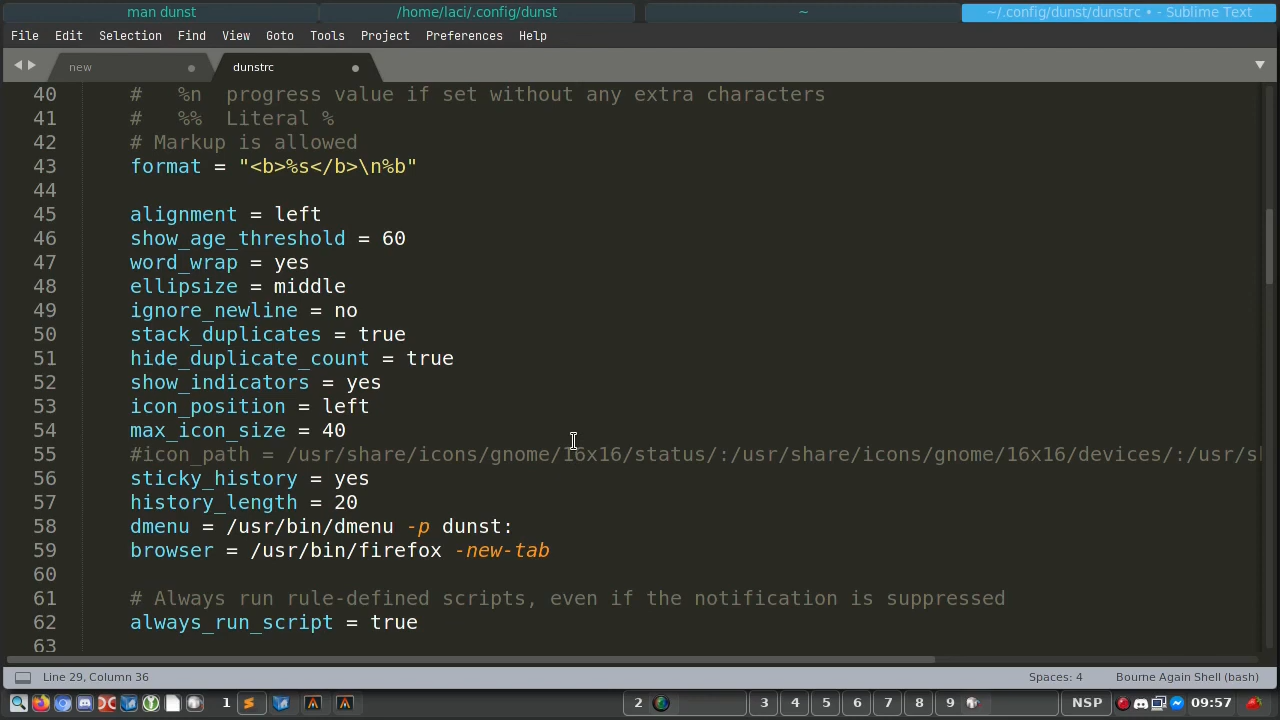 man dunst
/home/laci/.config/dunst
~
~/.config/dunst/dunstrc • - Sublime Text
File Edit Selection Find View Goto Tools Project Preferences Help
new
dunstrc
40 #   %n  progress value if set without any extra characters
41 #   %%  Literal %
42 # Markup is allowed
43 format = "<b>%s</b>\n%b"
44
45 alignment = left
46 show_age_threshold = 60
47 word_wrap = yes
48 ellipsize = middle
49 ignore_newline = no
50 stack_duplicates = true
51 hide_duplicate_count = true
52 show_indicators = yes
53 icon_position = left
54 max_icon_size = 40
55 #icon_path = /usr/share/icons/gnome/16x16/status/:/usr/share/icons/gnome/16x16/devices/:/usr/sl
56 sticky_history = yes
57 history_length = 20
58 dmenu = /usr/bin/dmenu -p dunst:
59 browser = /usr/bin/firefox -new-tab
60
61 # Always run rule-defined scripts, even if the notification is suppressed
62 always_run_script = true
63
Line 29, Column 36
Spaces: 4
Bourne Again Shell (bash)
1 2 3 4 5 6 7 8 9 NSP 09:57